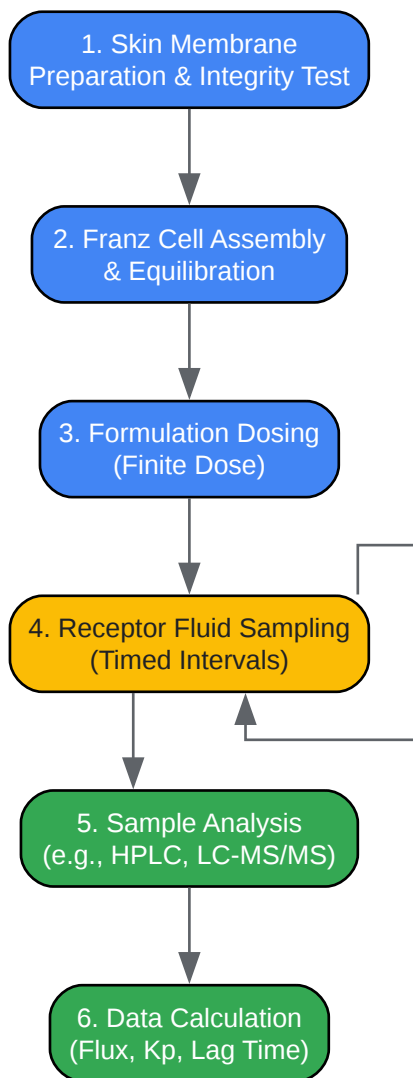 1. Skin Membrane
Preparation & Integrity Test
2. Franz Cell Assembly
& Equilibration
3. Formulation Dosing
(Finite Dose)
4. Receptor Fluid Sampling
(Timed Intervals)
5. Sample Analysis
(e.g., HPLC, LC-MS/MS)
6. Data Calculation
(Flux, Kp, Lag Time)